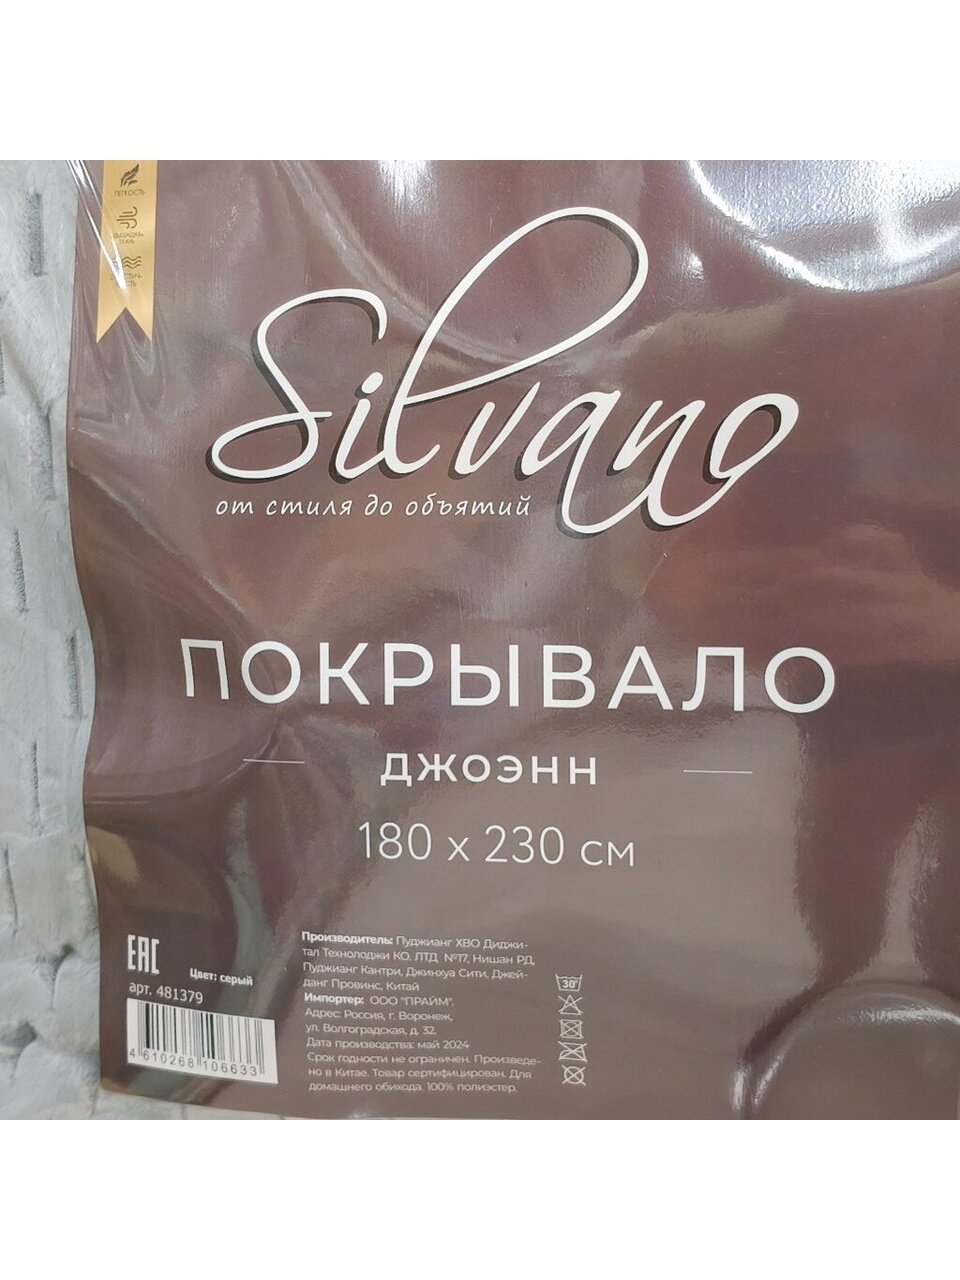 ЛЕГКОСТЬ
ТКАНЬ
Silvano
от стиля до объятий
ПОКРЫВАЛО
ДЖОЭНН
180 х 230 см
EAC
Цвет: серый
арт. 481379
4 610268 106633
Производитель: Пуджианг ХВО Диджи-
тал Технолоджи КО. ЛТД №17, Нишан РД,
Пуджианг Кантри, Джинхуа Сити, Джей-
данг Провинс, Китай
Импортер: ООО "ПРАЙМ".
Адрес: Россия, г. Воронеж,
ул. Волгоградская, д. 32.
Дата производства: май 2024
Срок годности не ограничен. Произведе-
но в Китае. Товар сертифицирован. Для
домашнего обихода. 100% полиэстер.
30°